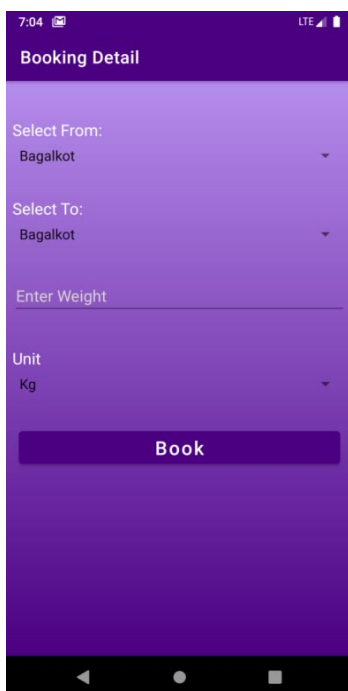 7:04 LTE
Booking Detail
Select From:
Bagalkot
Select To:
Bagalkot
Enter Weight
Unit
Kg
Book